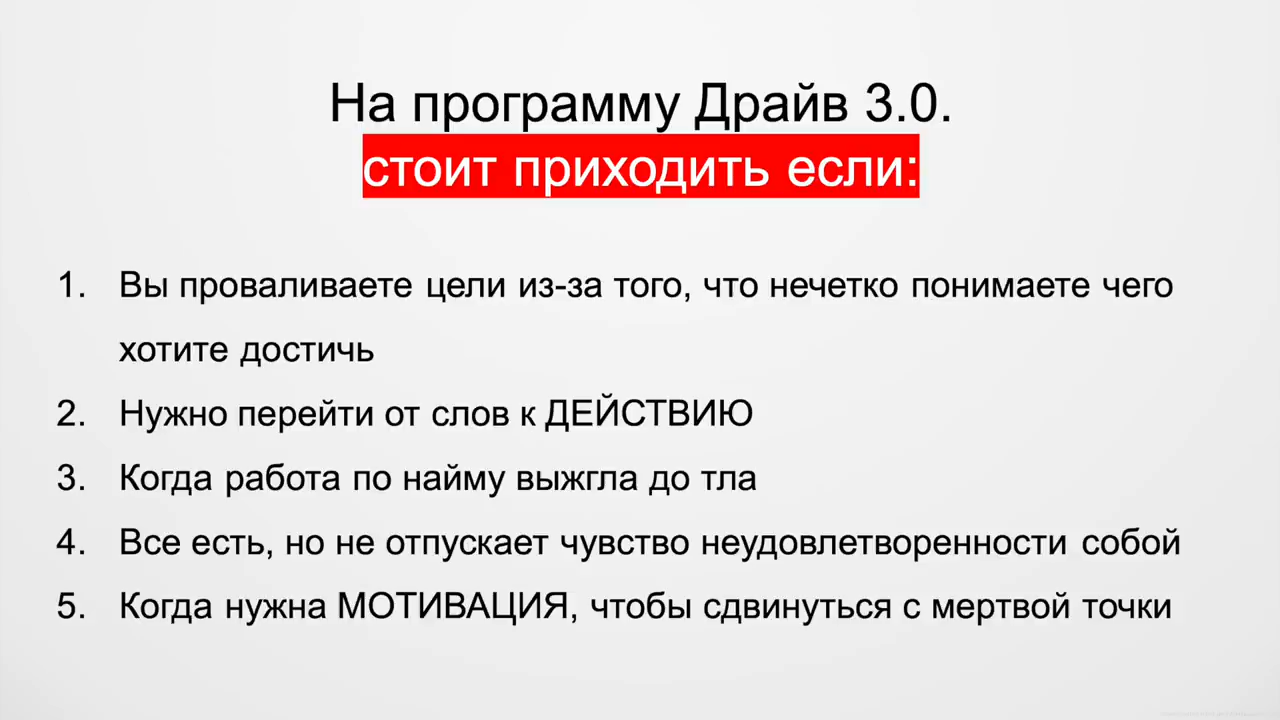 На программу Драйв 3.0.
стоит приходить если:
1. Вы проваливаете цели из-за того, что нечетко понимаете чего
хотите достичь
2. Нужно перейти от слов к ДЕЙСТВИЮ
3. Когда работа по найму выжгла до тла
4. Все есть, но не отпускает чувство неудовлетворенности собой
5. Когда нужна МОТИВАЦИЯ, чтобы сдвинуться с мертвой точки